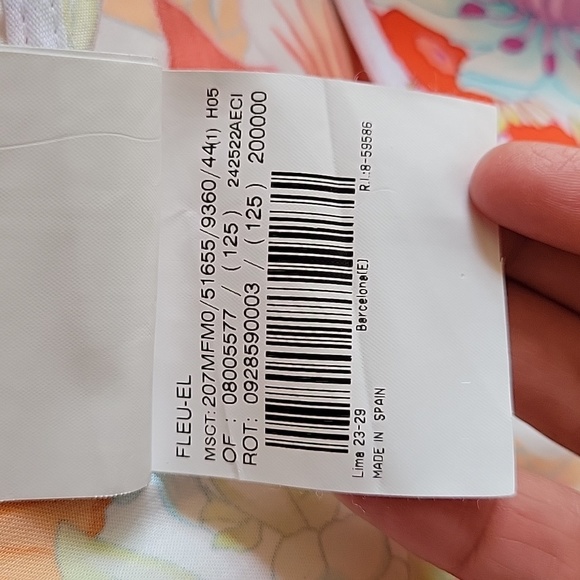 FLEU-EL
MSCT: 207MFM0/51655/9360/44(1) H05
OF : 08005577 / (125) 242522AECI
ROT: 0928590003 / (125) 200000
Lima 23-29 Barcelona(E) R.I.:8-59586
MADE IN SPAIN